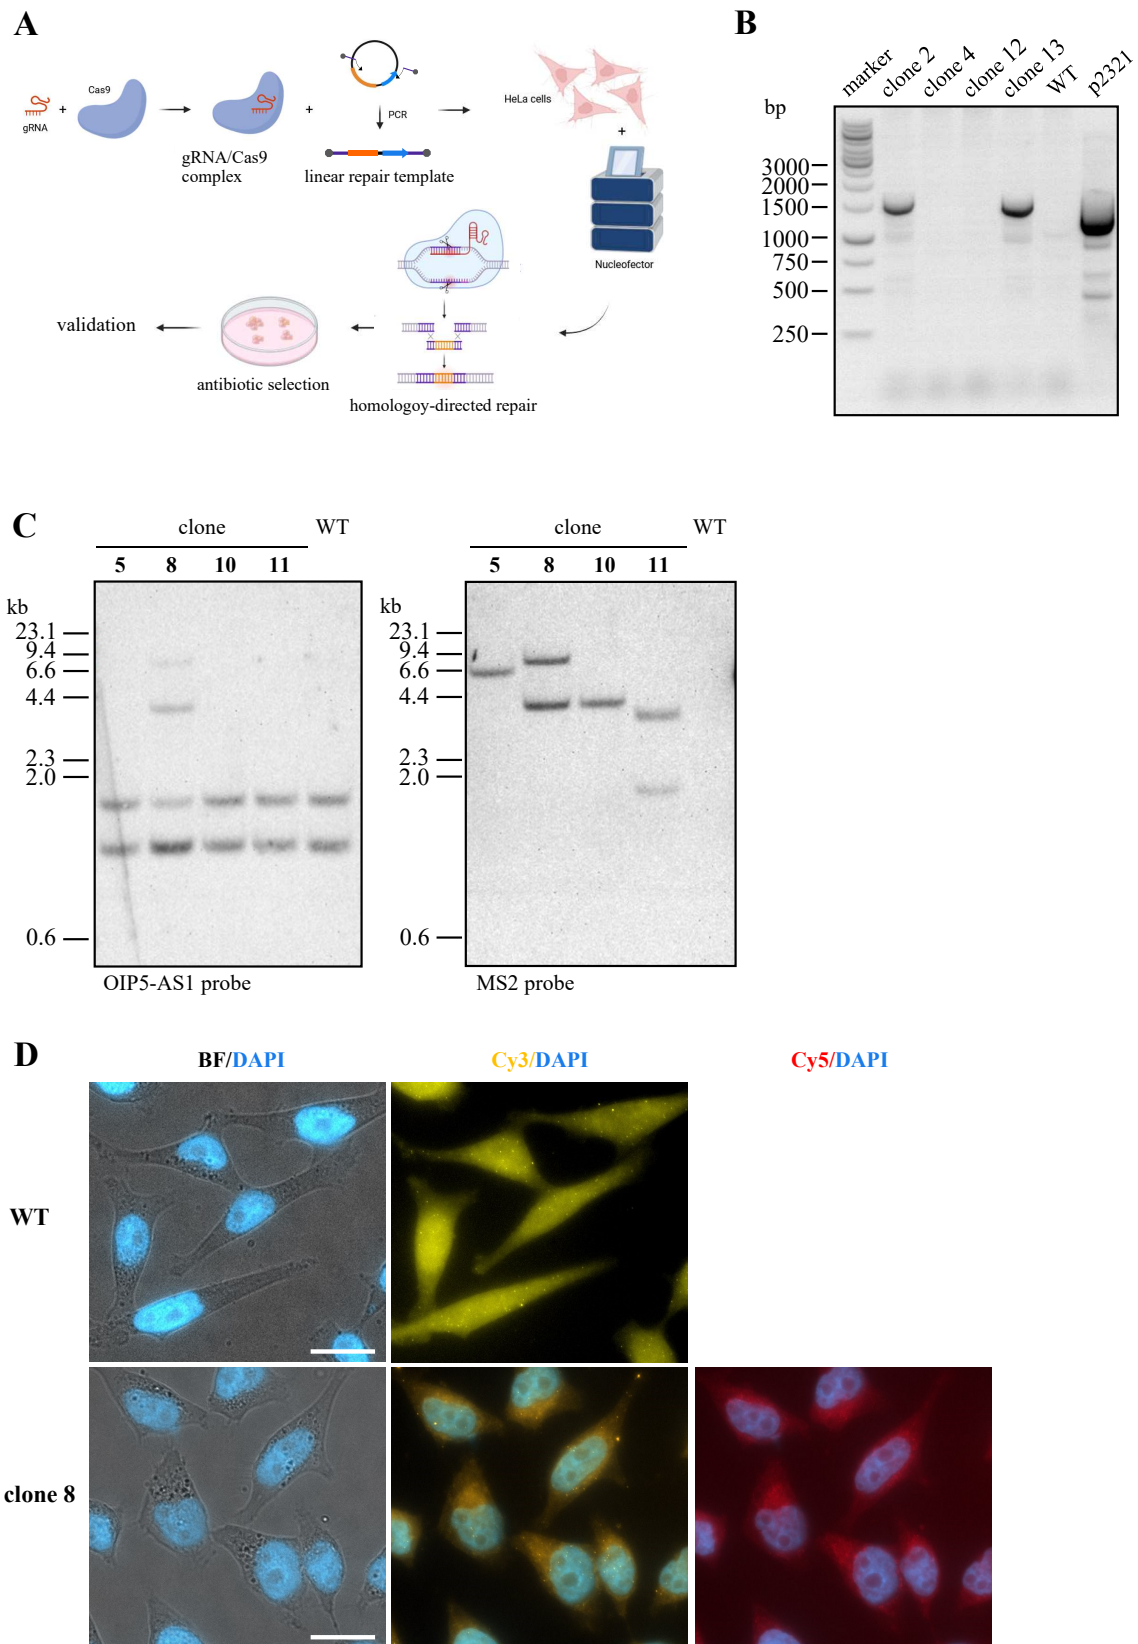 A
gRNA
+
Cas9
gRNA/Cas9
complex
+
PCR
linear repair template
HeLa cells
+
Nucleofector
homologoy-directed repair
antibiotic selection
validation
B
bp
marker
clone 2
clone 4
clone 12
clone 13
WT
p2321
3000
2000
1500
1000
750
500
250
C
clone WT
5 8 10 11
kb
23.1
9.4
6.6
4.4
2.3
2.0
0.6
OIP5-AS1 probe
clone WT
5 8 10 11
kb
23.1
9.4
6.6
4.4
2.3
2.0
0.6
MS2 probe
D
BF/DAPI
Cy3/DAPI
Cy5/DAPI
WT
clone 8